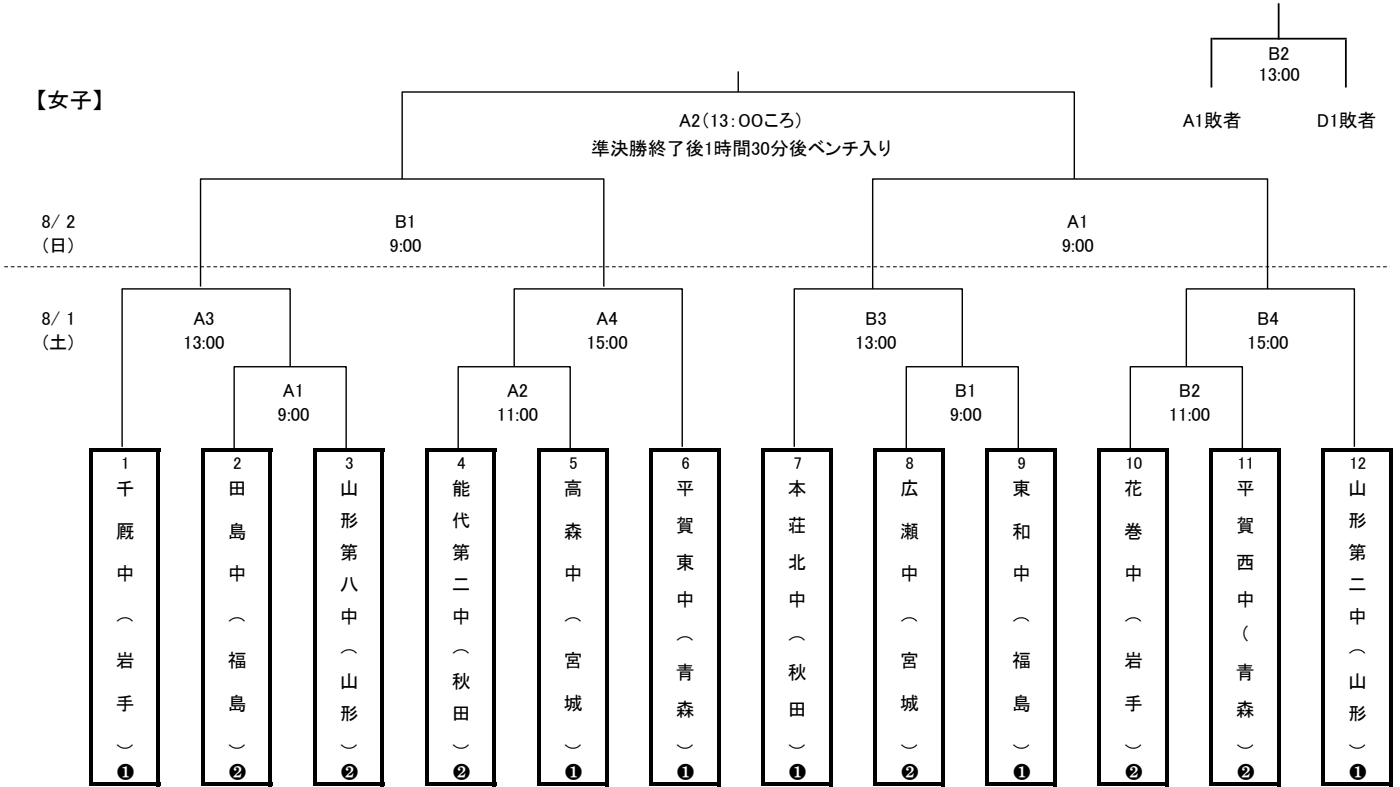 B2
13:00
A1敗者
D1敗者
【女子】
A2(13:00ころ)
準決勝終了後1時間30分後ベンチ入り
8/ 2
(日)
B1
9:00
A1
9:00
8/ 1
(土)
A3
13:00
A4
15:00
B3
13:00
B4
15:00
A1
9:00
A2
11:00
B1
9:00
B2
11:00
1
千厩中(岩手)
❶
2
田島中(福島)
❷
3
山形第八中(山形)
❷
4
能代第二中(秋田)
❷
5
高森中(宮城)
❶
6
平賀東中(青森)
❶
7
本荘北中(秋田)
❶
8
広瀬中(宮城)
❷
9
東和中(福島)
❶
10
花巻中(岩手)
❷
11
平賀西中(青森)
❷
12
山形第二中(山形)
❶